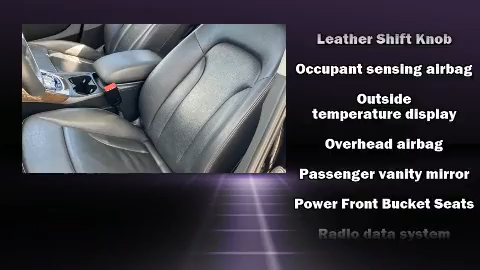 Leather Shift Knob
Occupant sensing airbag
Outside
temperature display
Overhead airbag
Passenger vanity mirror
Power Front Bucket Seats
Radio data system